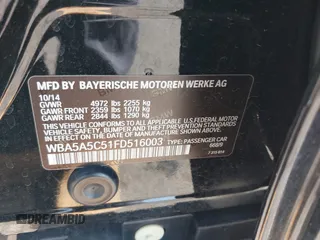 MFD BY BAYERISCHE MOTOREN WERKE AG
10/14
GVWR 4972 lbs 2255 kg
GAWR FRONT 2359 lbs 1070 kg
GAWR REAR 2844 lbs 1290 kg
THIS VEHICLE CONFORMS TO ALL APPLICABLE U.S. FEDERAL MOTOR
VEHICLE SAFETY, BUMPER, AND THEFT PREVENTION STANDARDS IN
EFFECT ON THE DATE OF MANUFACTURE SHOWN ABOVE.
WBA5A5C51FD516003 TYPE: PASSENGER CAR
DREAMBID